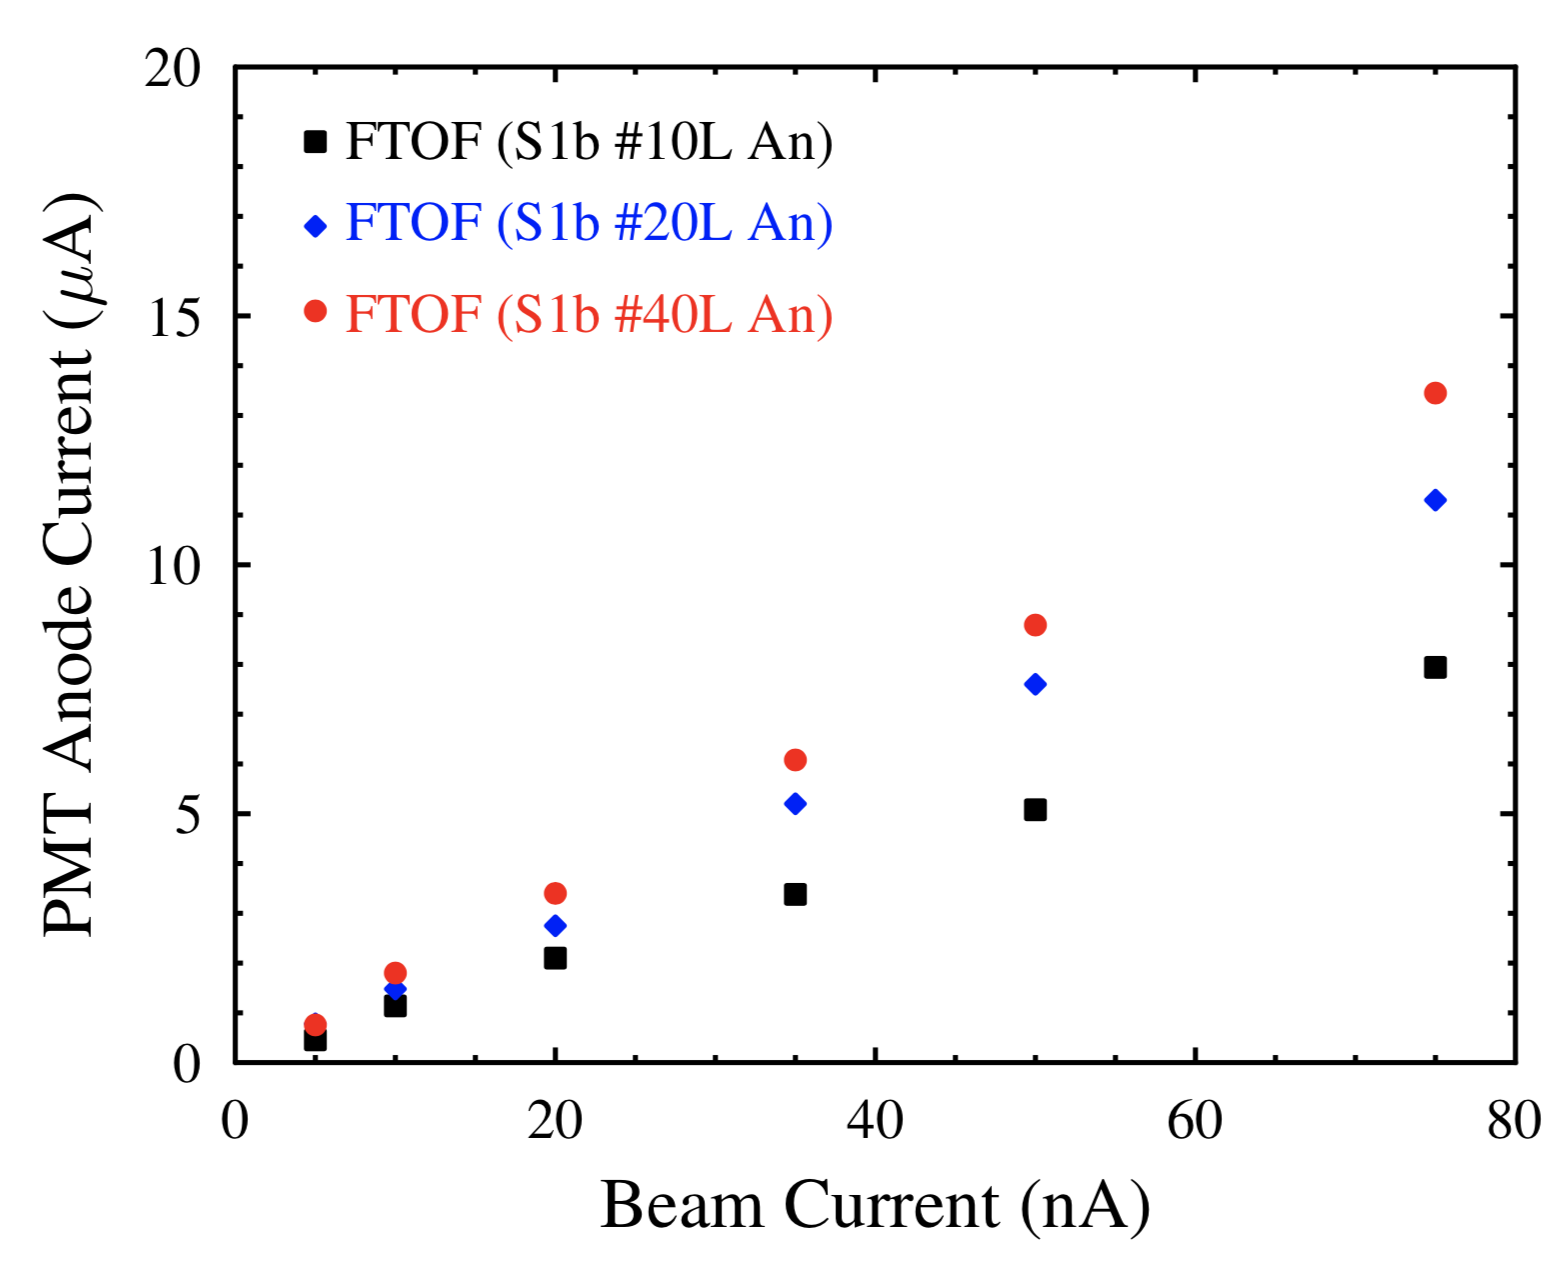 20
15
10
5
0
0 20 40 60 80
PMT Anode Current (μA)
Beam Current (nA)
FTOF (S1b #10L An)
FTOF (S1b #20L An)
FTOF (S1b #40L An)